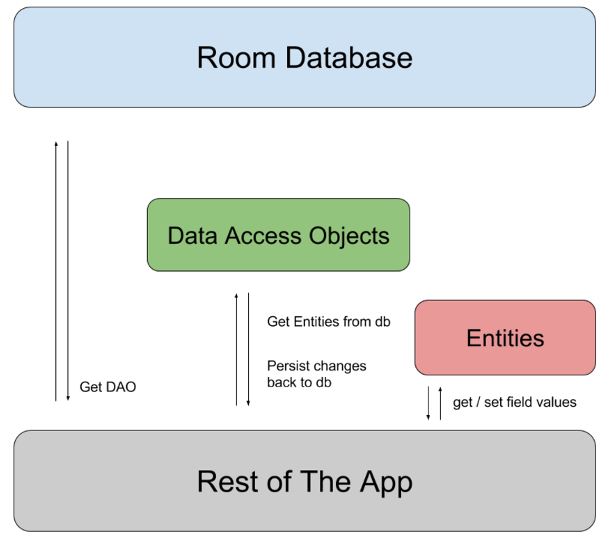 Room Database
Data Access Objects
Get Entities from db
Persist changes
back to db
Entities
Get DAO
get / set field values
Rest of The App